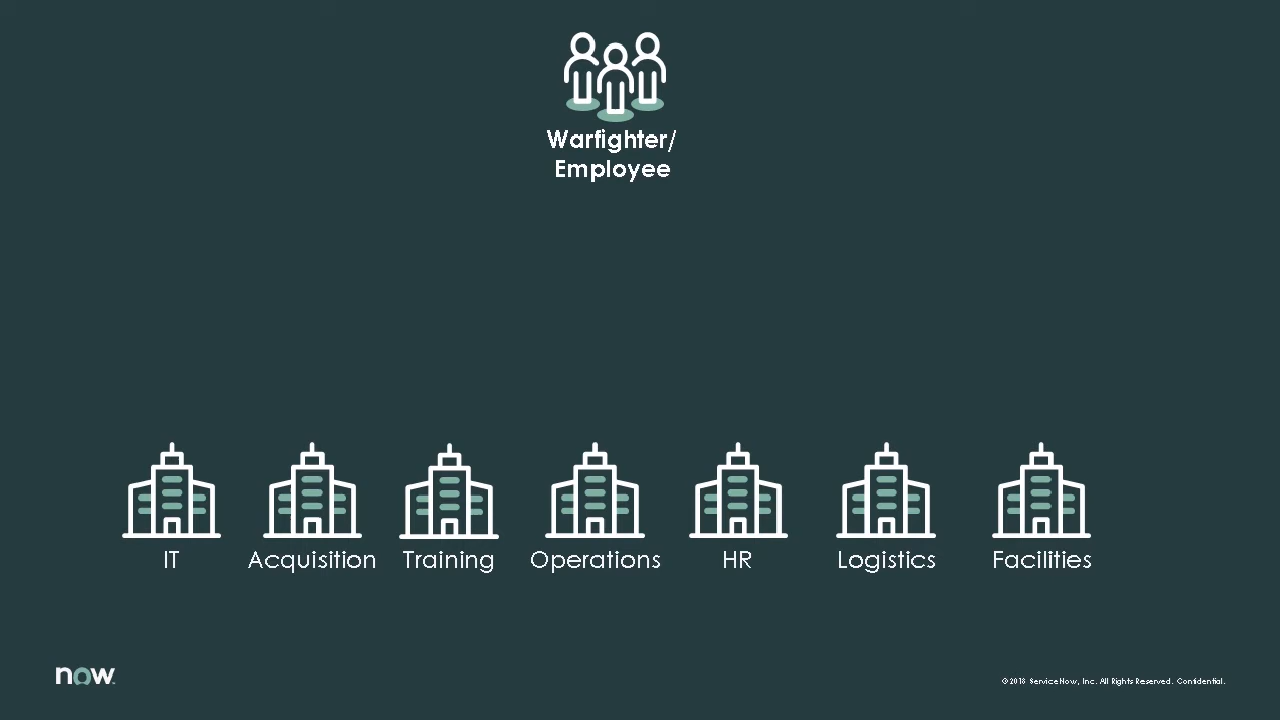 Warfighter/
Employee
IT Acquisition Training Operations HR Logistics Facilities
now
© 2018 ServiceNow, Inc. All Rights Reserved. Confidential.